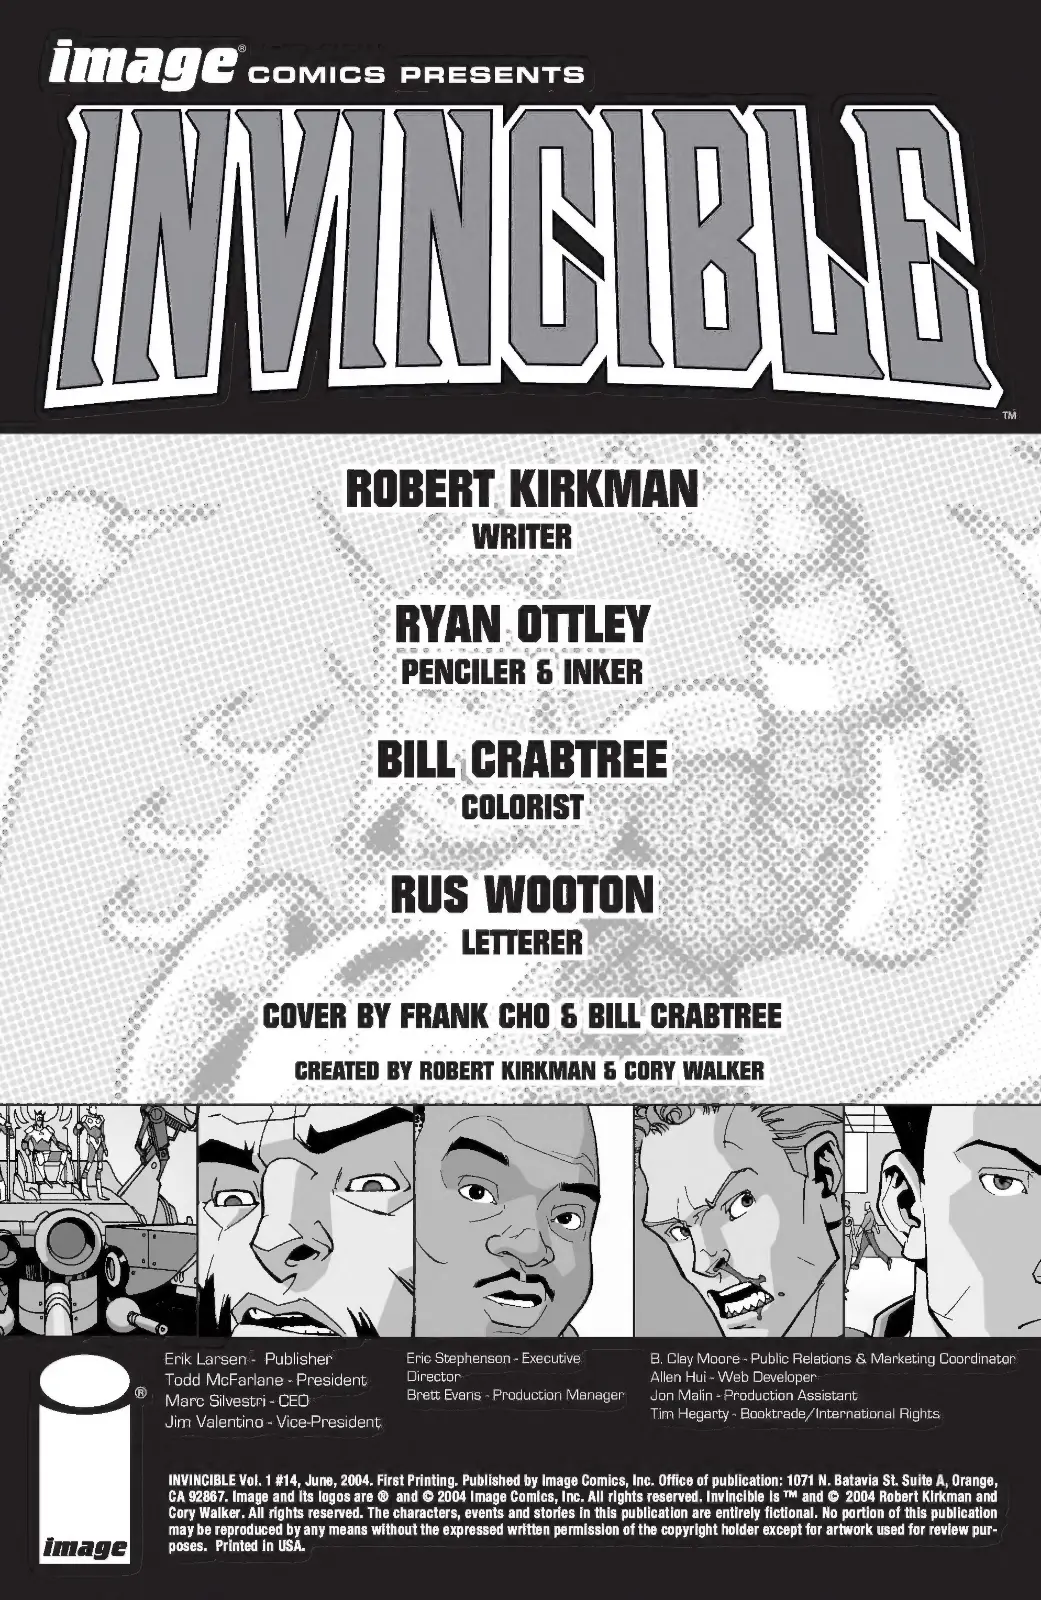 image® COMICS PRESENTS
INVINCIBLE
™
ROBERT KIRKMAN
WRITER
RYAN OTTLEY
PENCILER & INKER
BILL CRABTREE
COLORIST
RUS WOOTON
LETTERER
COVER BY FRANK CHO & BILL CRABTREE
CREATED BY ROBERT KIRKMAN & CORY WALKER
Erik Larsen - Publisher
Todd McFarlane - President
Marc Silvestri - CEO
Jim Valentino - Vice-President
Eric Stephenson - Executive
Director
Brett Evans - Production Manager
B. Clay Moore - Public Relations & Marketing Coordinator
Allen Hui - Web Developer
Jon Malin - Production Assistant
Tim Hegarty - Booktrade/International Rights
®
image
INVINCIBLE Vol. 1 #14, June, 2004. First Printing. Published by Image Comics, Inc. Office of publication: 1071 N. Batavia St. Suite A, Orange,
CA 92867. Image and its logos are ® and © 2004 Image Comics, Inc. All rights reserved. Invincible is ™ and © 2004 Robert Kirkman and
Cory Walker. All rights reserved. The characters, events and stories in this publication are entirely fictional. No portion of this publication
may be reproduced by any means without the expressed written permission of the copyright holder except for artwork used for review pur-
poses. Printed in USA.